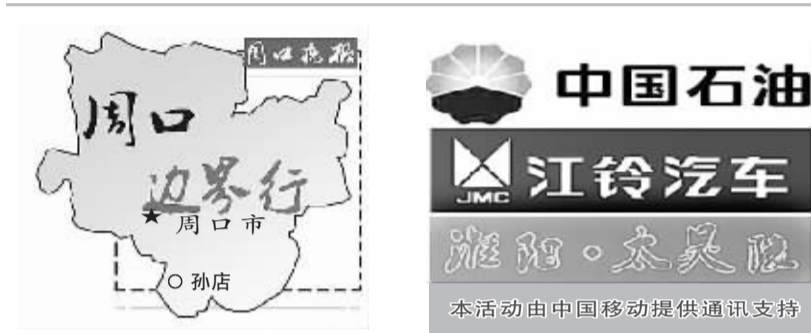 周口晚报
周口
边界行
周口市
孙店
中国石油
JMC 江铃汽车
淮阳·太昊陵
本活动由中国移动提供通讯支持